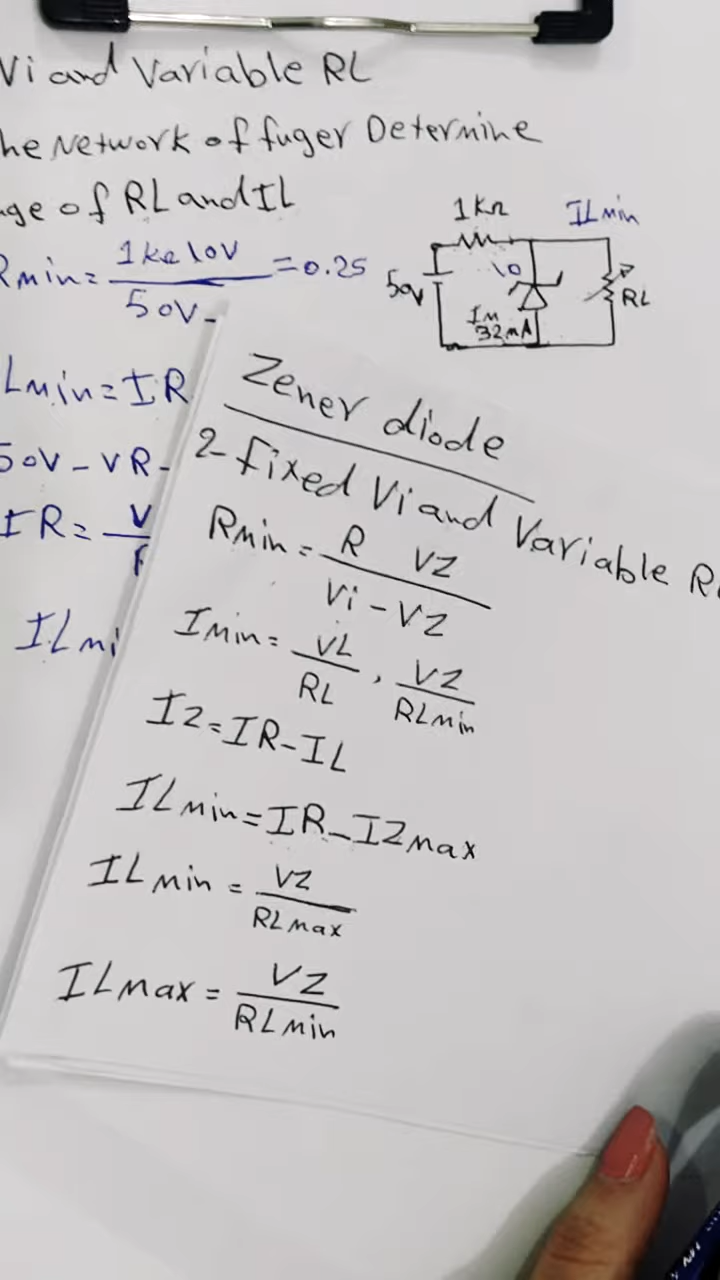 Vi and Variable RL
he Network of fuger Determine
ge of RL and IL
1kΩ
ILmin
50V
10
IM
32mA
RL
Rmin = 1kΩ 10V / 50V - = 0.25
Lmin = IR
50V - VR -
IR = V
ILmi
Zener diode
2- fixed Vi and Variable RL
Rmin = R VZ / Vi - VZ
Imin = VL / RL , VZ / RLmin
IZ = IR - IL
ILmin = IR - IZmax
ILmin = VZ / RLmax
ILmax = VZ / RLmin